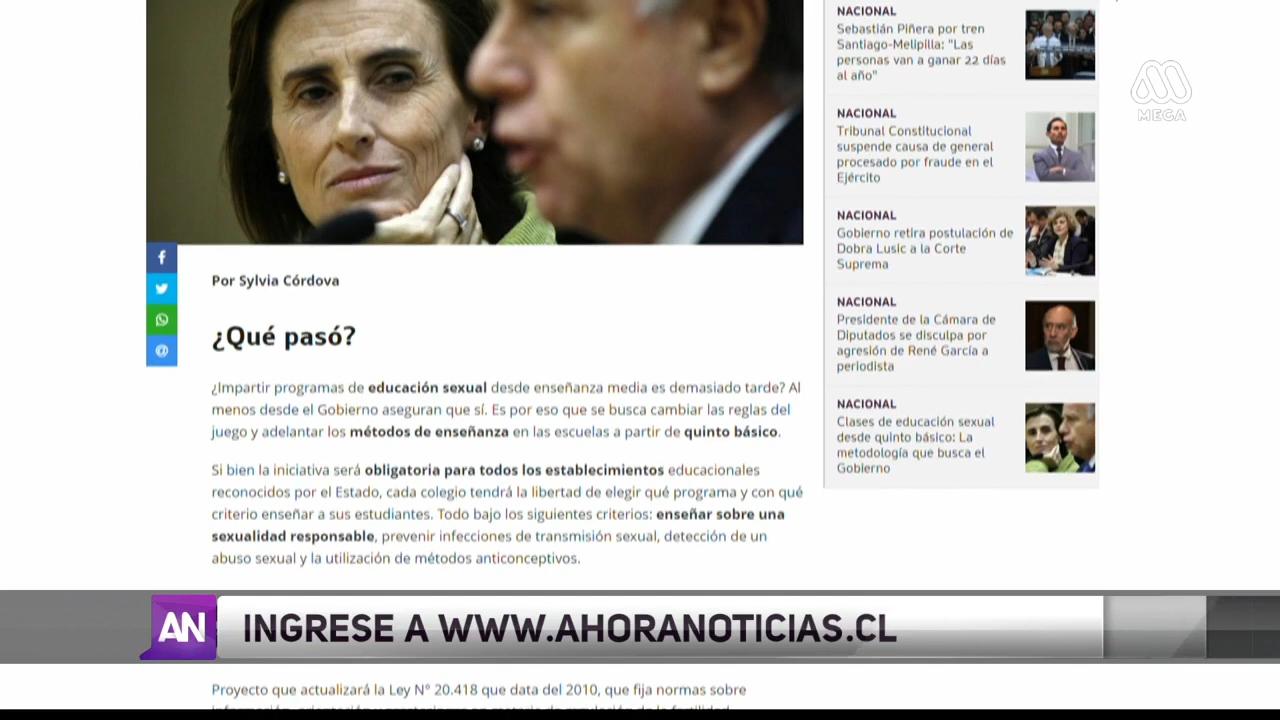 NACIONAL
Sebastián Piñera por tren
Santiago-Melipilla: "Las
personas van a ganar 22 días
al año"
MEGA
NACIONAL
Tribunal Constitucional
suspende causa de general
procesado por fraude en el
Ejército
NACIONAL
Gobierno retira postulación de
Dobra Lusic a la Corte
Suprema
NACIONAL
Presidente de la Cámara de
Diputados se disculpa por
agresión de René García a
periodista
NACIONAL
Clases de educación sexual
desde quinto básico: La
metodología que busca el
Gobierno
Por Sylvia Córdova
¿Qué pasó?
¿Impartir programas de educación sexual desde enseñanza media es demasiado tarde? Al
menos desde el Gobierno aseguran que sí. Es por eso que se busca cambiar las reglas del
juego y adelantar los métodos de enseñanza en las escuelas a partir de quinto básico.
Si bien la iniciativa será obligatoria para todos los establecimientos educacionales
reconocidos por el Estado, cada colegio tendrá la libertad de elegir qué programa y con qué
criterio enseñar a sus estudiantes. Todo bajo los siguientes criterios: enseñar sobre una
sexualidad responsable, prevenir infecciones de transmisión sexual, detección de un
abuso sexual y la utilización de métodos anticonceptivos.
AN INGRESE A WWW.AHORANOTICIAS.CL
Proyecto que actualizará la Ley N° 20.418 que data del 2010, que fija normas sobre